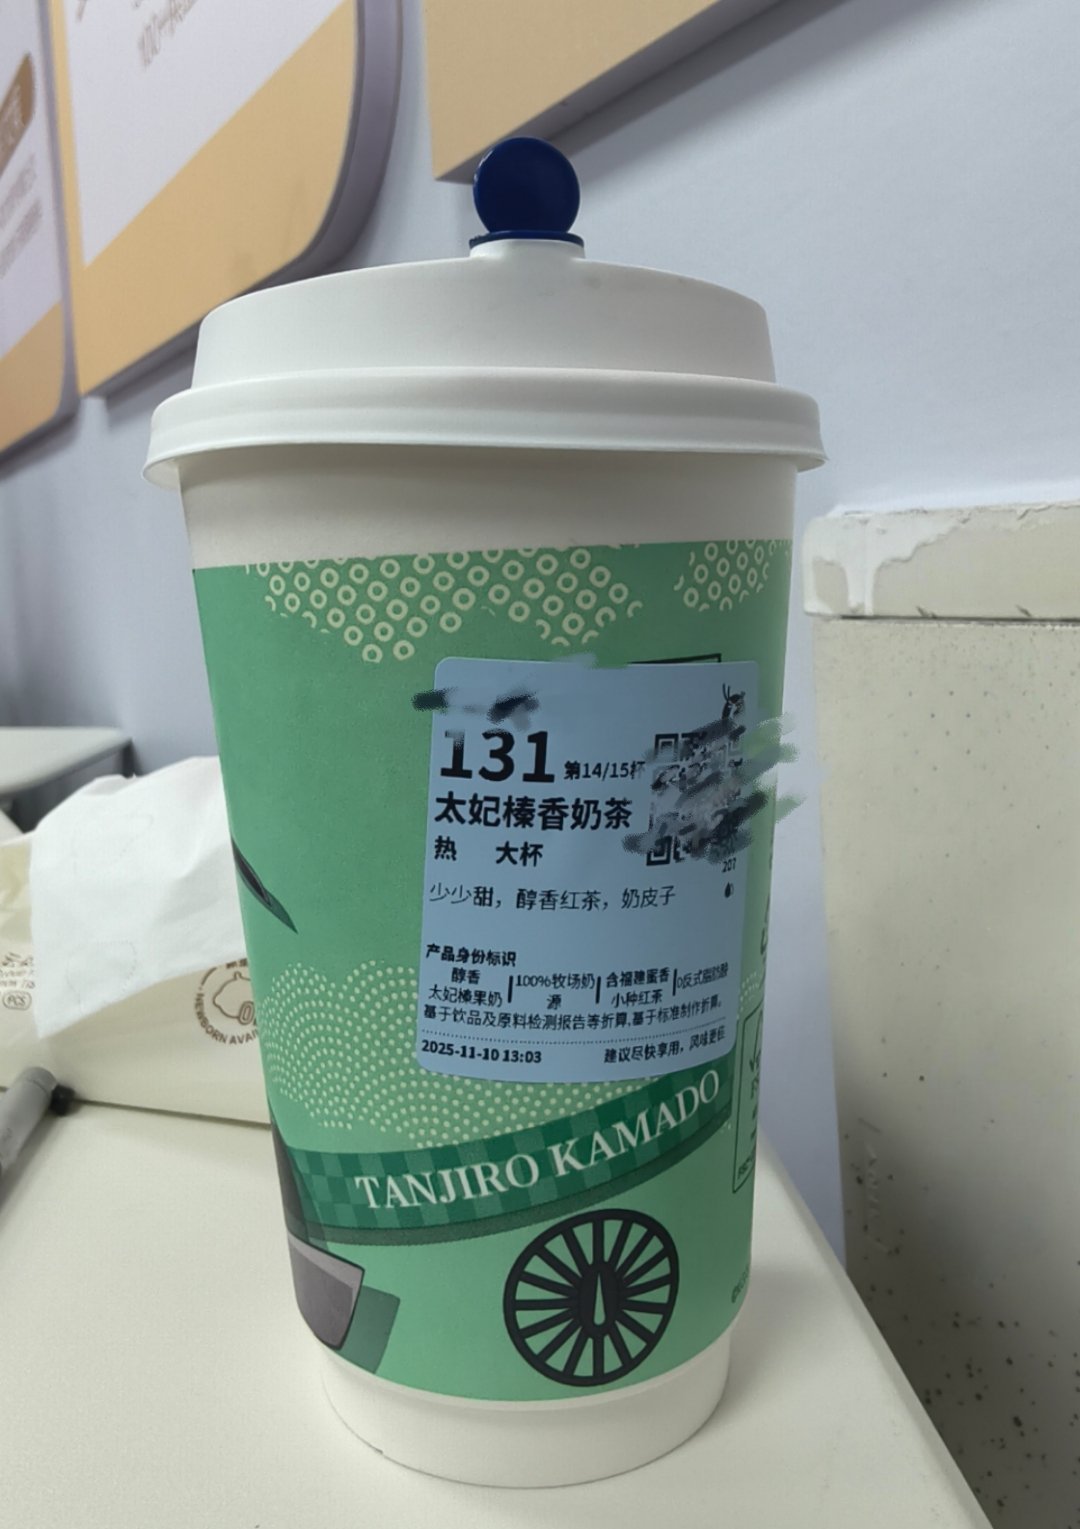 131 第14/15杯
太妃榛香奶茶
热 大杯
207
少少甜，醇香红茶，奶皮子
产品身份标识
醇香太妃榛果奶 | 100%牧场奶源 | 含福建蜜香小种红茶 | 0反式脂肪酸
基于饮品及原料检测报告等折算,基于标准制作折算。
2025-11-10 13:03 建议尽快享用，风味更佳
TANJIRO KAMADO
PCS
NEWBORN AVA